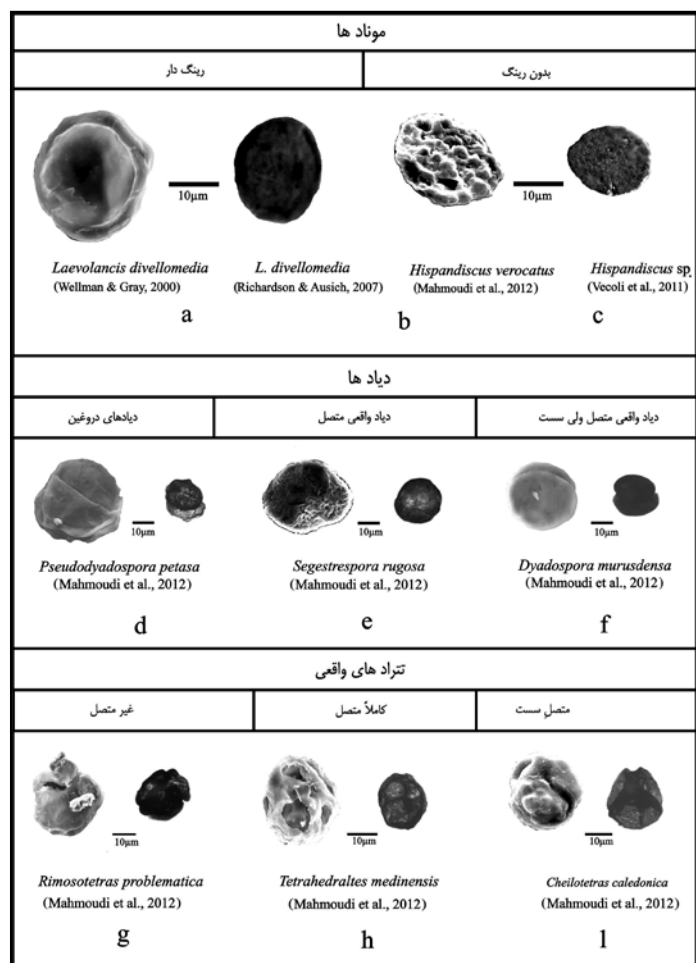 موناد ها
رینگ دار
بدون رینگ
10µm
10µm
Laevolancis divellomedia
(Wellman & Gray, 2000)
L. divellomedia
(Richardson & Ausich, 2007)
Hispandiscus verocatus
(Mahmoudi et al., 2012)
Hispandiscus sp.
(Vecoli et al., 2011)
a
b
c
دیاد ها
دیادهای دروغین
دیاد واقعی متصل
دیاد واقعی متصل ولی سست
10µm
10µm
10µm
Pseudodyadospora petasa
(Mahmoudi et al., 2012)
Segestrespora rugosa
(Mahmoudi et al., 2012)
Dyadospora murusdensa
(Mahmoudi et al., 2012)
d
e
f
تتراد های واقعی
غیر متصل
کاملاً متصل
متصلِ سست
10µm
10µm
10µm
Rimosotetras problematica
(Mahmoudi et al., 2012)
Tetrahedraltes medinensis
(Mahmoudi et al., 2012)
Cheilotetras caledonica
(Mahmoudi et al., 2012)
g
h
l